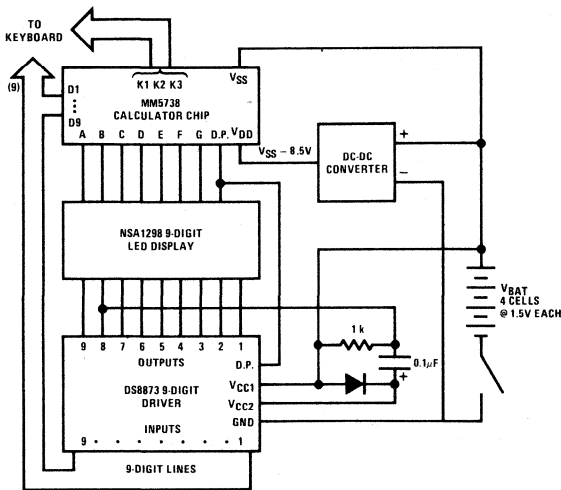 TO
KEYBOARD
(9)
K1 K2 K3
VSS
D1
MM5738
CALCULATOR CHIP
D9
A B C D E F G D.P. VDD
VSS – 8.5V
DC-DC
CONVERTER
+
–
NSA1298 9-DIGIT
LED DISPLAY
VBAT
4 CELLS
@ 1.5V EACH
1 k
0.1μF
+
9 8 7 6 5 4 3 2 1
OUTPUTS
D.P.
DS8873 9-DIGIT
DRIVER
VCC1
VCC2
INPUTS
GND
9 • • • • • • • 1
9-DIGIT LINES